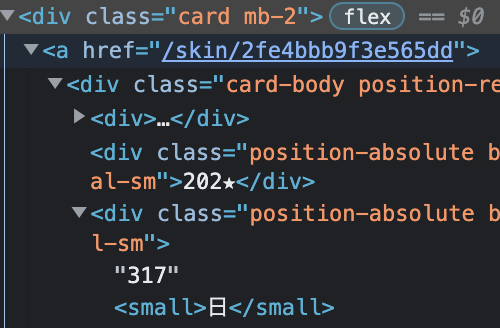 <div class="card mb-2"> flex == $0
<a href="/skin/2fe4bbb9f3e565dd">
<div class="card-body position-re
<div>…</div>
<div class="position-absolute b
al-sm">202★</div>
<div class="position-absolute b
l-sm">
"317"
<small>日</small>